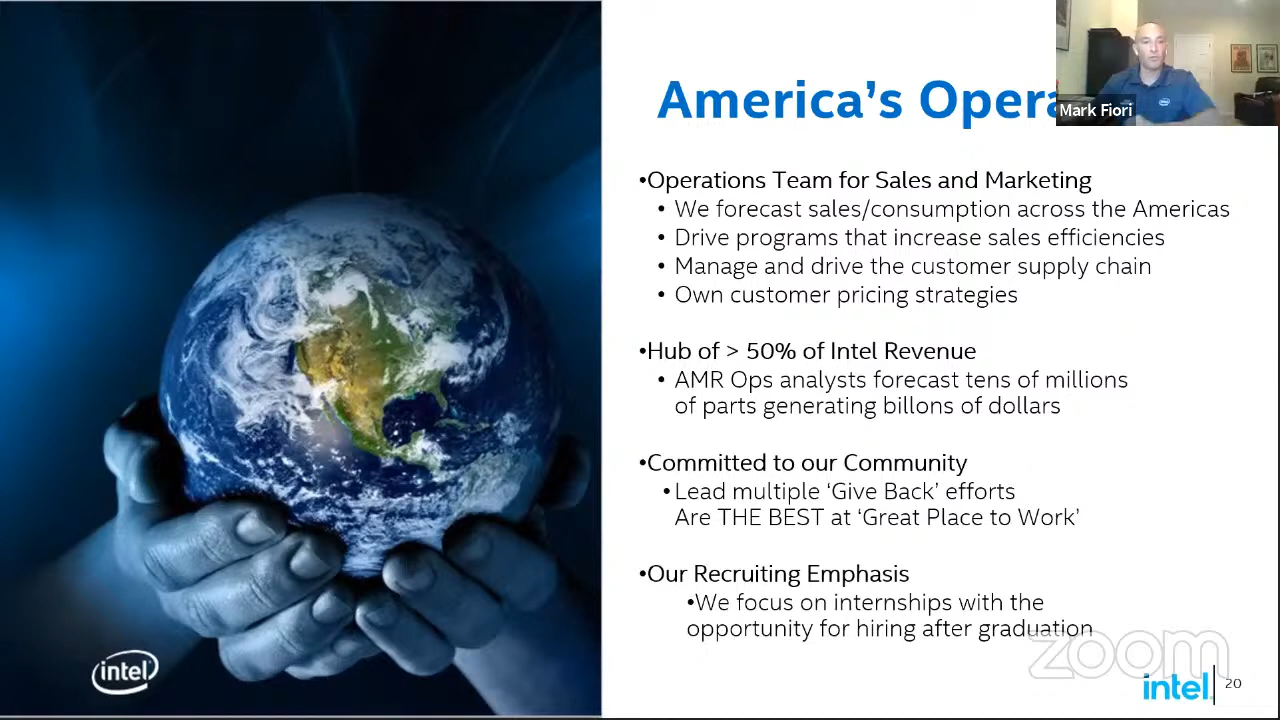 America's Opera
Mark Fiori
•Operations Team for Sales and Marketing
• We forecast sales/consumption across the Americas
• Drive programs that increase sales efficiencies
• Manage and drive the customer supply chain
• Own customer pricing strategies
•Hub of > 50% of Intel Revenue
• AMR Ops analysts forecast tens of millions
of parts generating billons of dollars
•Committed to our Community
•Lead multiple ‘Give Back’ efforts
Are THE BEST at ‘Great Place to Work’
•Our Recruiting Emphasis
•We focus on internships with the
opportunity for hiring after graduation
zoom
intel
intel
20